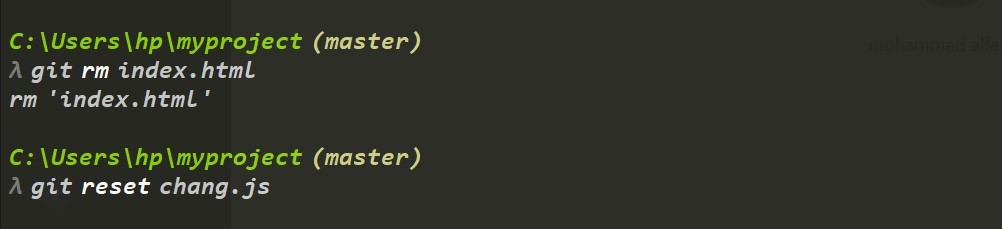 C:\Users\hp\myproject (master)
λ git rm index.html
rm 'index.html'
C:\Users\hp\myproject (master)
λ git reset chang.js